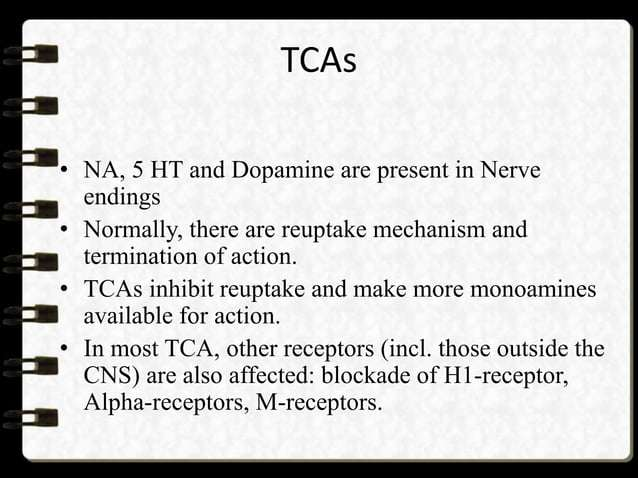 TCAs
• NA, 5 HT and Dopamine are present in Nerve
endings
• Normally, there are reuptake mechanism and
termination of action.
• TCAs inhibit reuptake and make more monoamines
available for action.
• In most TCA, other receptors (incl. those outside the
CNS) are also affected: blockade of H1-receptor,
Alpha-receptors, M-receptors.